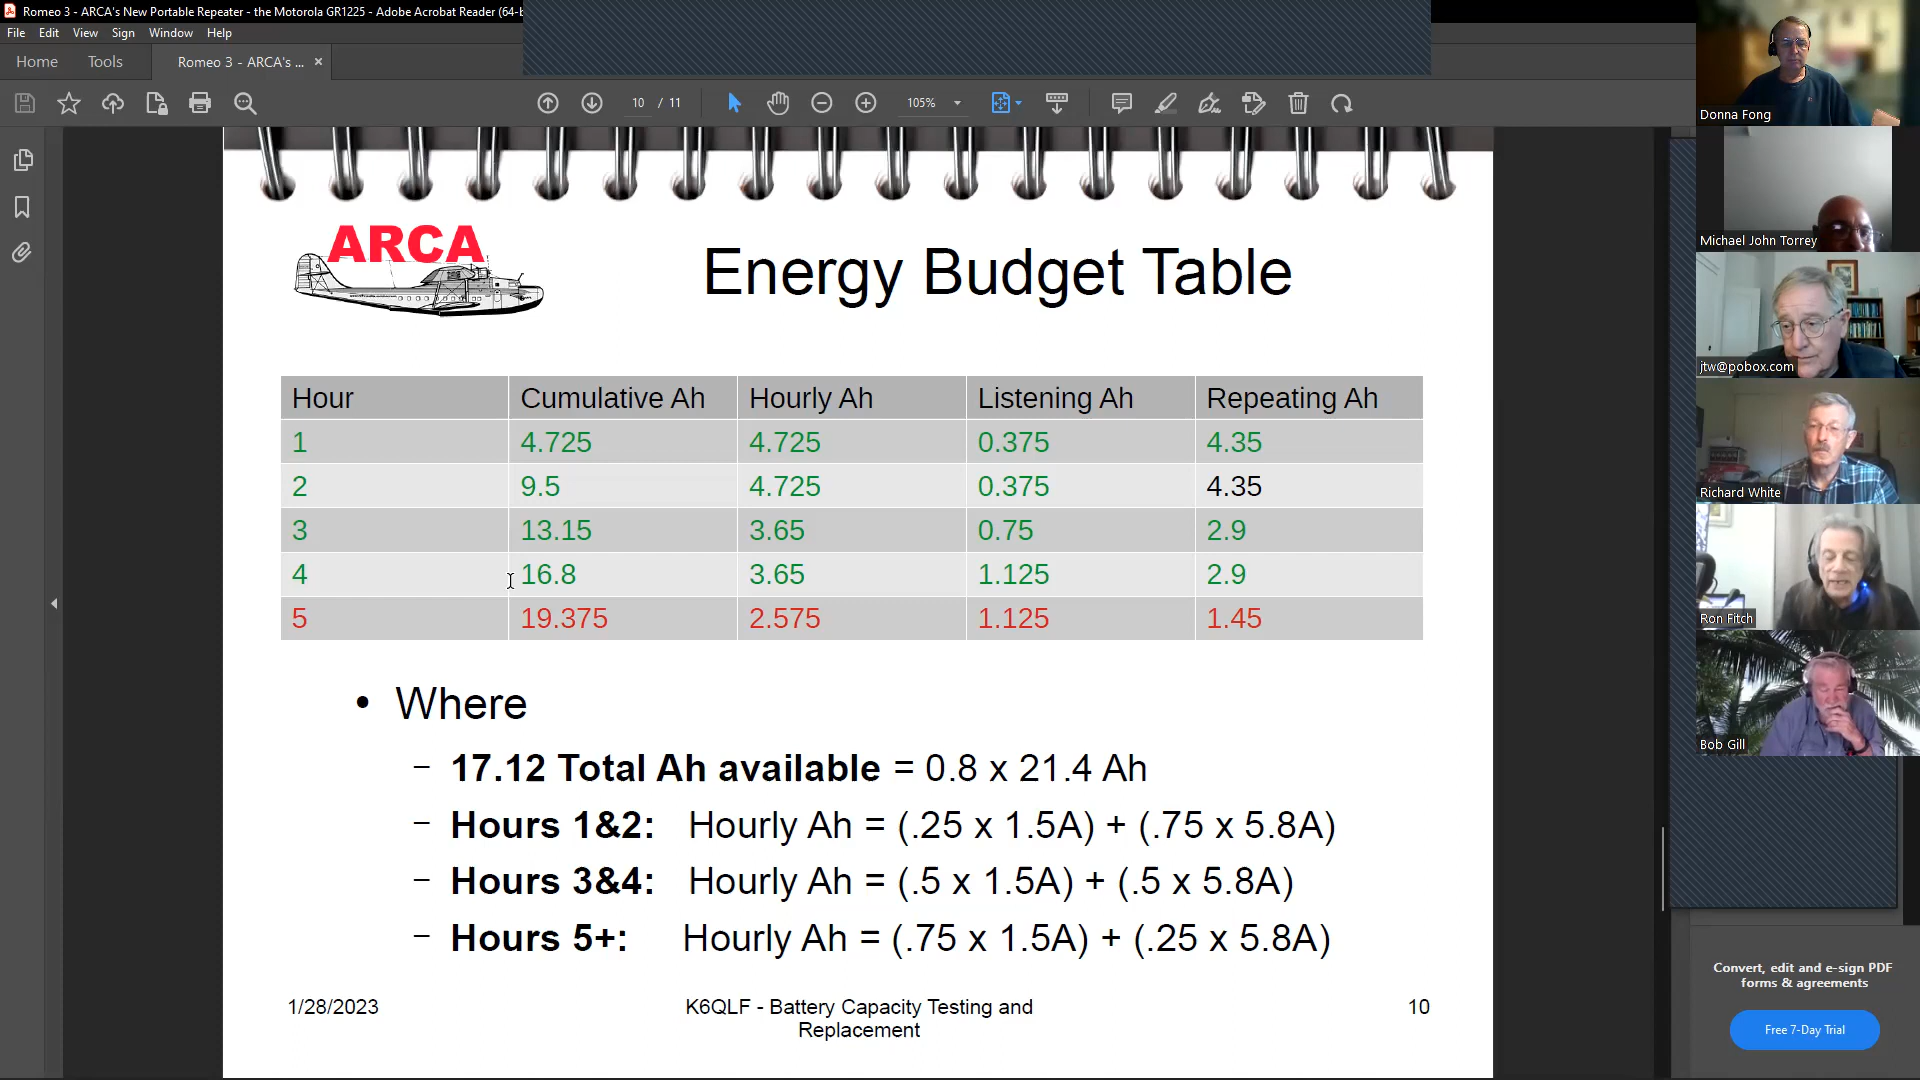 Romeo 3 - ARCA's New Portable Repeater - the Motorola GR1225 - Adobe Acrobat Reader (64-b
File Edit View Sign Window Help
Home Tools Romeo 3 - ARCA's ... ×
10 / 11 105%
ARCA
Energy Budget Table
Hour Cumulative Ah Hourly Ah Listening Ah Repeating Ah
1 4.725 4.725 0.375 4.35
2 9.5 4.725 0.375 4.35
3 13.15 3.65 0.75 2.9
4 16.8 3.65 1.125 2.9
5 19.375 2.575 1.125 1.45
• Where
– 17.12 Total Ah available = 0.8 x 21.4 Ah
– Hours 1&2: Hourly Ah = (.25 x 1.5A) + (.75 x 5.8A)
– Hours 3&4: Hourly Ah = (.5 x 1.5A) + (.5 x 5.8A)
– Hours 5+: Hourly Ah = (.75 x 1.5A) + (.25 x 5.8A)
1/28/2023
K6QLF - Battery Capacity Testing and
Replacement
10
Donna Fong
Michael John Torrey
jtw@pobox.com
Richard White
Ron Fitch
Bob Gill
Convert, edit and e-sign PDF
forms & agreements
Free 7-Day Trial